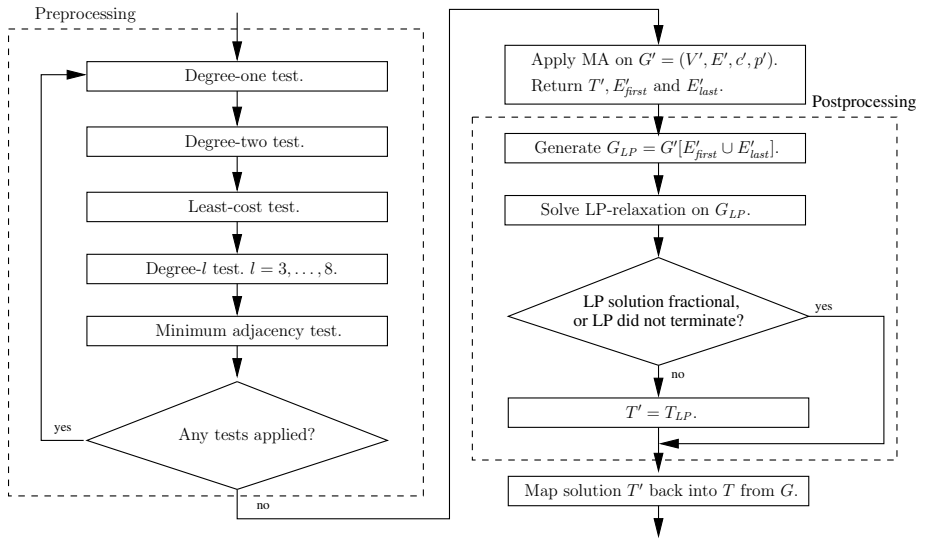 Preprocessing
Degree-one test.
Degree-two test.
Least-cost test.
Degree-l test. l = 3, . . . , 8.
Minimum adjacency test.
Any tests applied?
yes
no
Apply MA on G′ = (V′, E′, c′, p′).
Return T′, E′first and E′last.
Postprocessing
Generate GLP = G′[E′first ∪ E′last].
Solve LP-relaxation on GLP.
LP solution fractional,
or LP did not terminate?
yes
no
T′ = TLP.
Map solution T′ back into T from G.